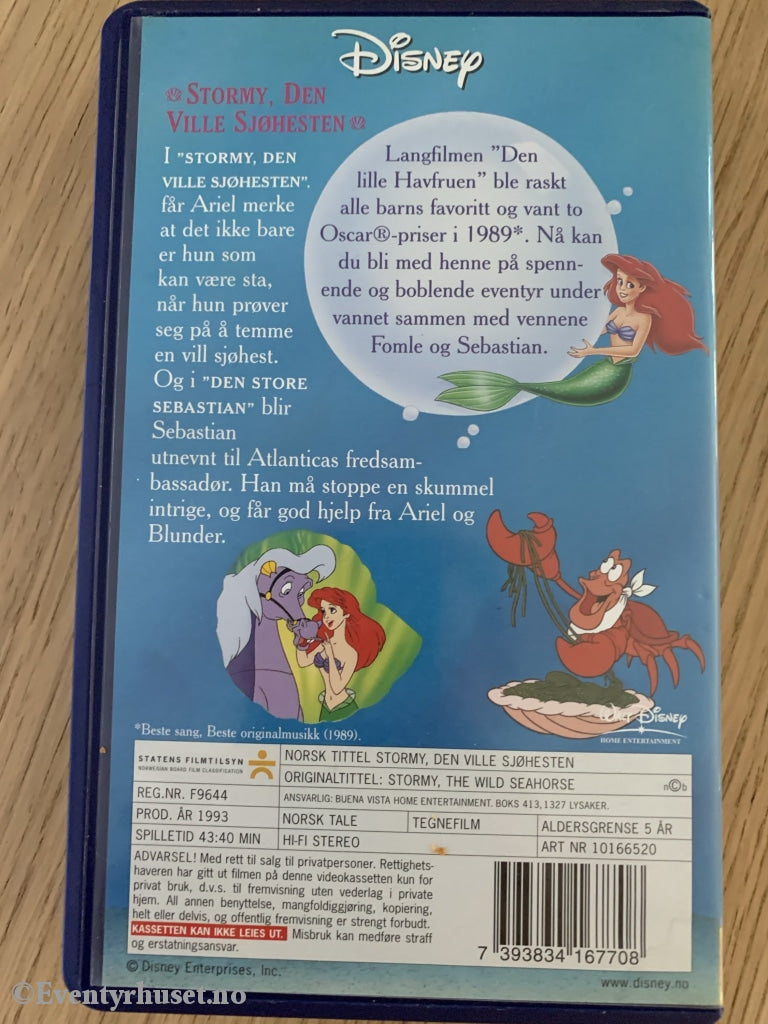 Disney
STORMY, DEN
VILLE SJØHESTEN
I "STORMY, DEN
VILLE SJØHESTEN",
får Ariel merke
at det ikke bare
er hun som
kan være sta,
når hun prøver
seg på å temme
en vill sjøhest.
Og i "DEN STORE
SEBASTIAN" blir
Sebastian
utnevnt til Atlanticas fredsam-
bassadør. Han må stoppe en skummel
intrige, og får god hjelp fra Ariel og
Blunder.
Langfilmen "Den
lille Havfruen" ble raskt
alle barns favoritt og vant to
Oscar®-priser i 1989*. Nå kan
du bli med henne på spenn-
ende og boblende eventyr under
vannet sammen med vennene
Fomle og Sebastian.
WALT DISNEY
HOME ENTERTAINMENT
*Beste sang, Beste originalmusikk (1989).
STATENS FILMTILSYN
NORWEGIAN BOARD FILM CLASSIFICATION
NORSK TITTEL STORMY, DEN VILLE SJØHESTEN
ORIGINALTITTEL: STORMY, THE WILD SEAHORSE
n©b
REG.NR. F9644
ANSVARLIG: BUENA VISTA HOME ENTERTAINMENT. BOKS 413,1327 LYSAKER.
PROD. ÅR 1993
NORSK TALE
TEGNEFILM
ALDERSGRENSE 5 ÅR
SPILLETID 43:40 MIN
HI-FI STEREO
ART NR 10166520
ADVARSEL! Med rett til salg til privatpersoner. Rettighets-
haveren har gitt ut filmen på denne videokassetten kun for
privat bruk, d.v.s. til fremvisning uten vederlag i private
hjem. All annen benyttelse, mangfoldiggjøring, kopiering,
helt eller delvis, og offentlig fremvisning er strengt forbudt.
KASSETTEN KAN IKKE LEIES UT. Misbruk kan medføre straff
og erstatningsansvar.
7 393834 167708
© Disney Enterprises, Inc.
www.disney.no
©Eventyrhuset.no